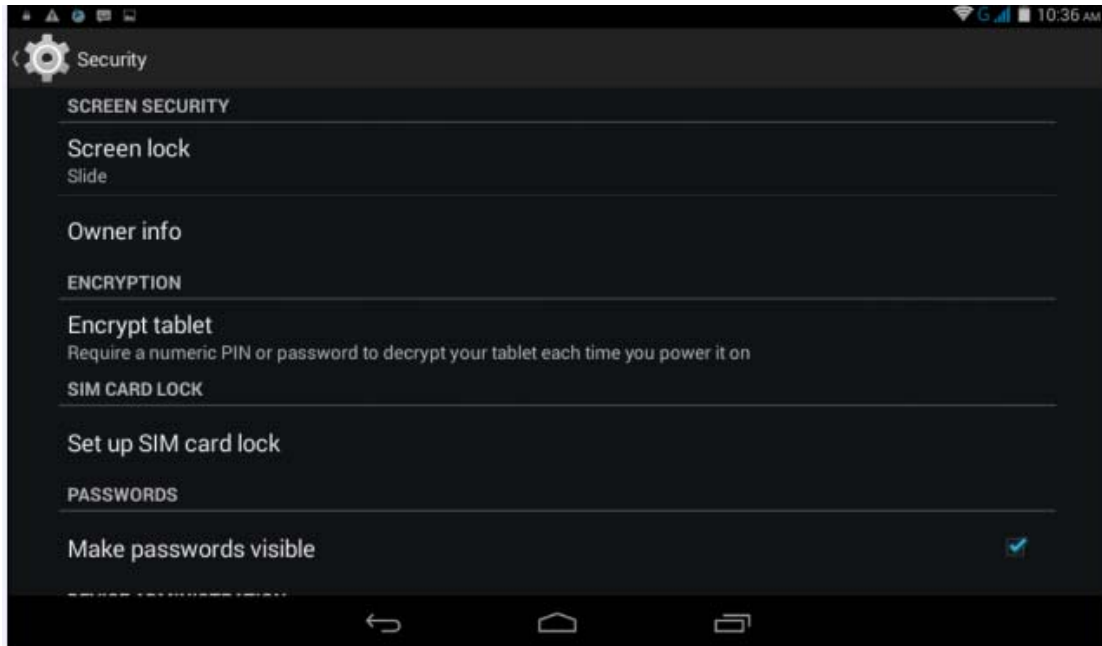 G 10:36 AM
Security
SCREEN SECURITY
Screen lock
Slide
Owner info
ENCRYPTION
Encrypt tablet
Require a numeric PIN or password to decrypt your tablet each time you power it on
SIM CARD LOCK
Set up SIM card lock
PASSWORDS
Make passwords visible
DEVICE ADMINISTRATION